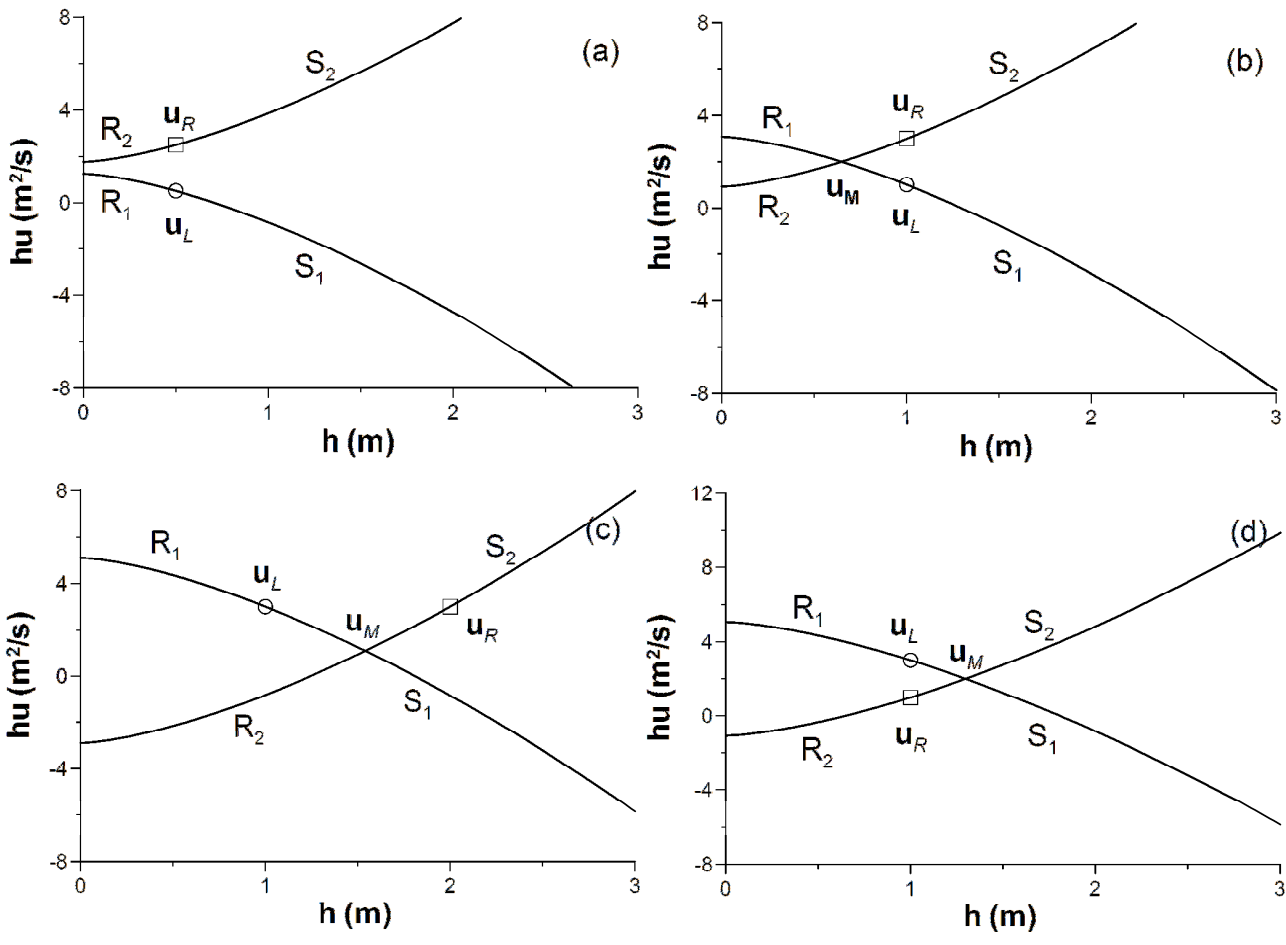 (a)
8
4
0
-4
-8
hu (m²/s)
S₂
u_R
R₂
R₁
u_L
S₁
0 1 2 3
h (m)
(b)
8
4
0
-4
-8
hu (m²/s)
S₂
u_R
R₁
u_M
u_L
R₂
S₁
0 1 2 3
h (m)
(c)
8
4
0
-4
-8
hu (m²/s)
R₁
S₂
u_L
u_M
u_R
S₁
R₂
0 1 2 3
h (m)
(d)
12
8
4
0
-4
-8
hu (m²/s)
R₁
u_L
S₂
u_M
u_R
R₂
S₁
0 1 2 3
h (m)